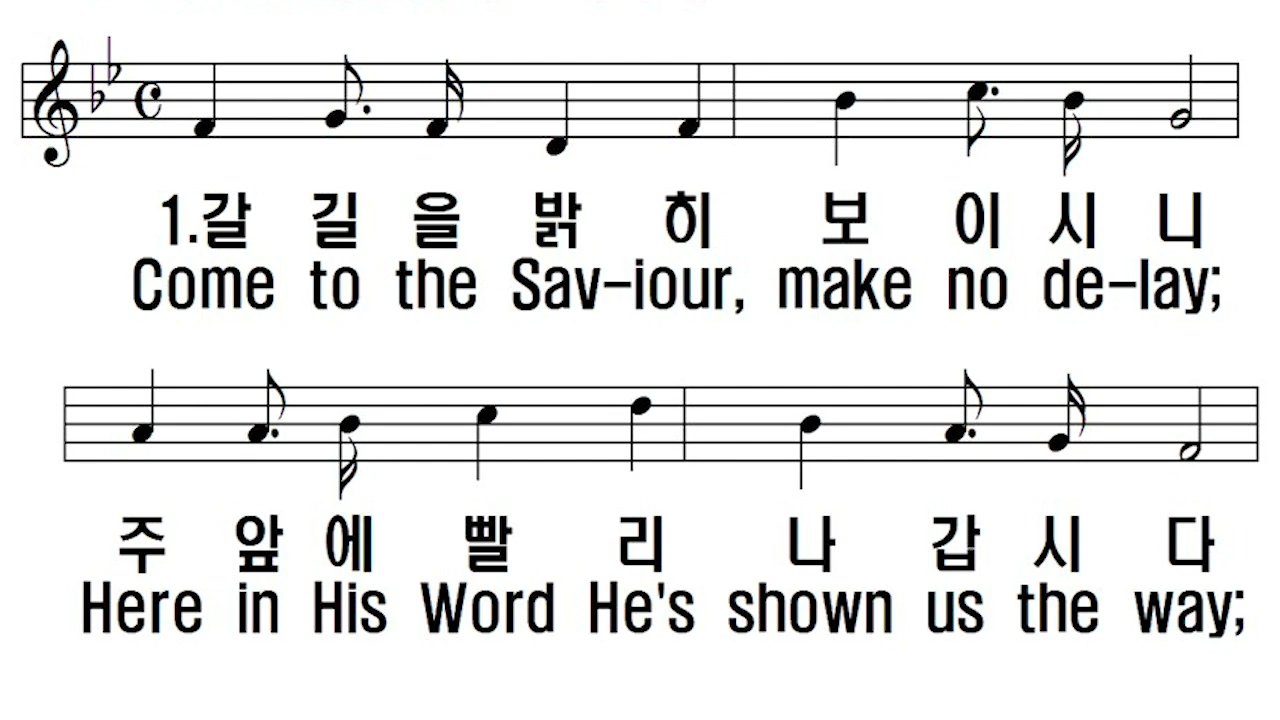 1.갈 길 을 밝 히 보 이 시 니
Come to the Sav-iour, make no de-lay;
주 앞 에 빨 리 나 갑 시 다
Here in His Word He's shown us the way;